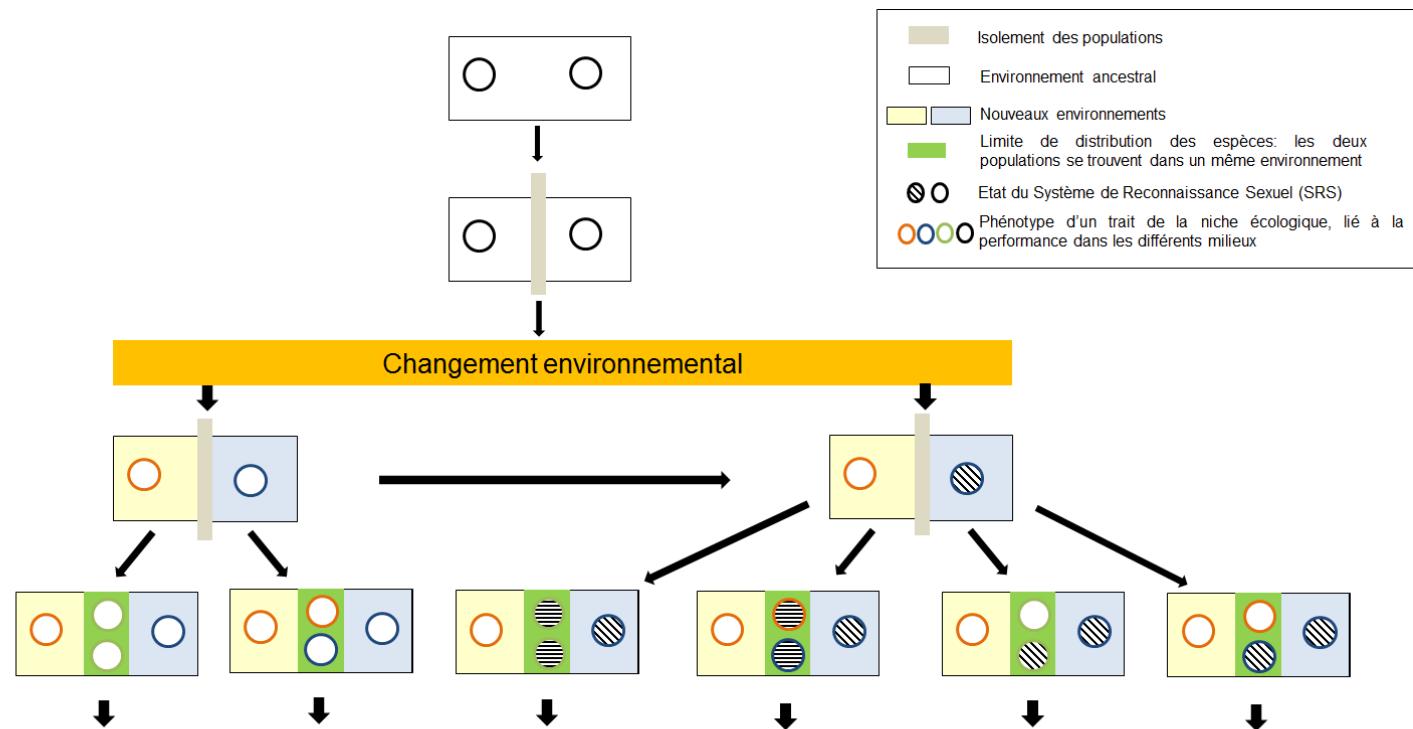 Isolement des populations
Environnement ancestral
Nouveaux environnements
Limite de distribution des espèces: les deux
populations se trouvent dans un même environnement
Etat du Système de Reconnaissance Sexuel (SRS)
Phénotype d'un trait de la niche écologique, lié à la
performance dans les différents milieux
Changement environnemental